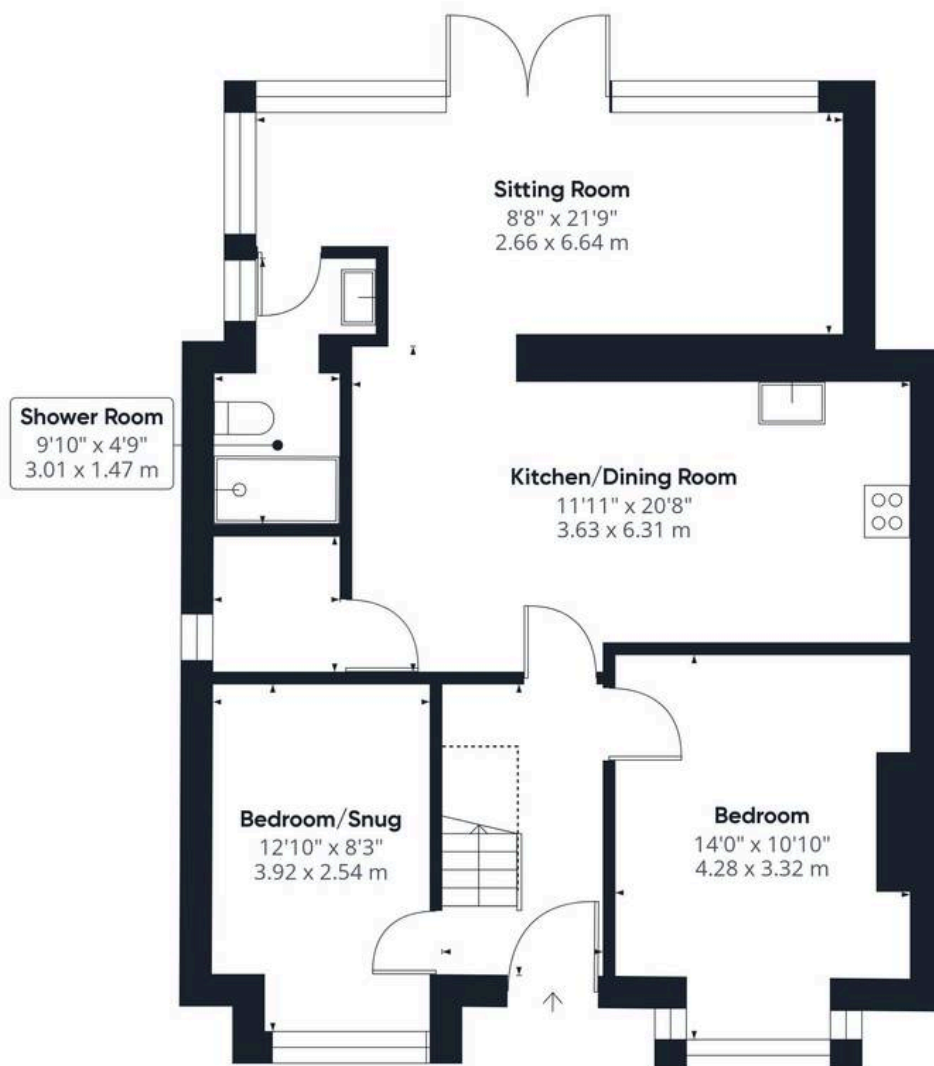 Sitting Room
8'8" x 21'9"
2.66 x 6.64 m
Shower Room
9'10" x 4'9"
3.01 x 1.47 m
Kitchen/Dining Room
11'11" x 20'8"
3.63 x 6.31 m
Bedroom/Snug
12'10" x 8'3"
3.92 x 2.54 m
Bedroom
14'0" x 10'10"
4.28 x 3.32 m